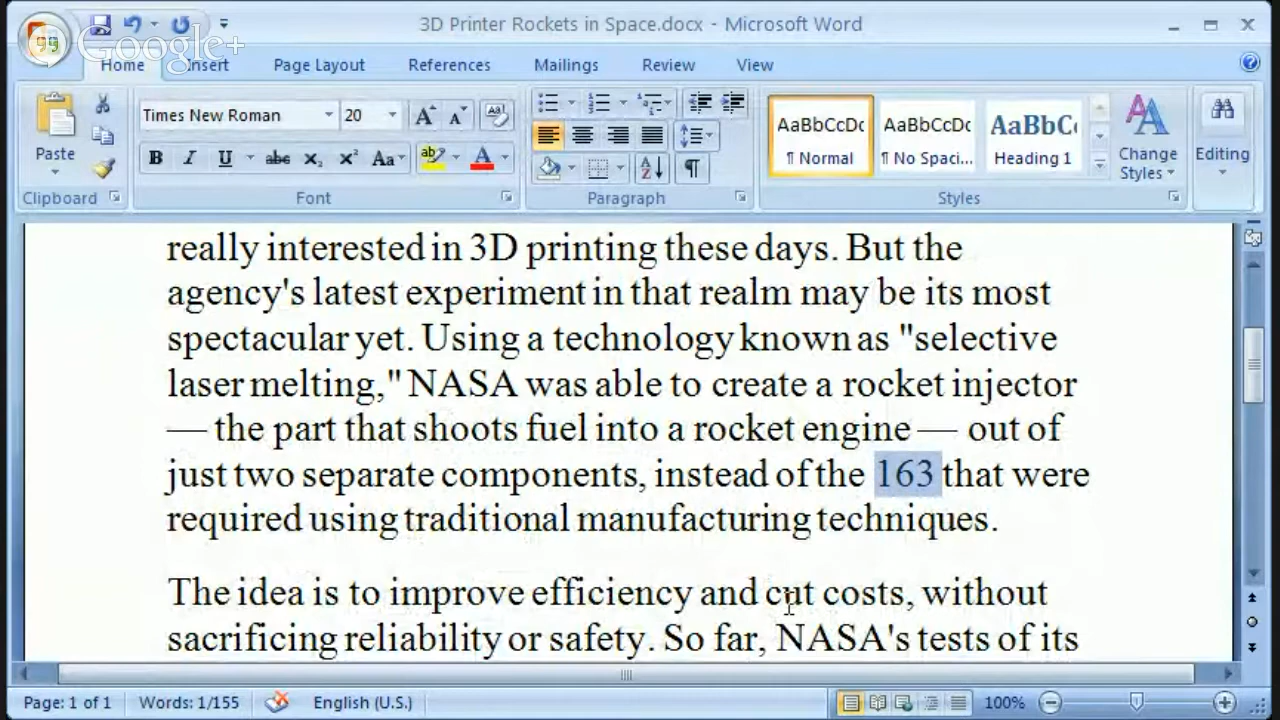 3D Printer Rockets in Space.docx - Microsoft Word
Google+
Home Insert Page Layout References Mailings Review View
Times New Roman 20
AaBbCcDc AaBbCcDc AaBbC
Paste ¶ Normal ¶ No Spaci... Heading 1 Change Styles Editing
Clipboard Font Paragraph Styles
really interested in 3D printing these days. But the
agency's latest experiment in that realm may be its most
spectacular yet. Using a technology known as "selective
laser melting," NASA was able to create a rocket injector
— the part that shoots fuel into a rocket engine — out of
just two separate components, instead of the 163 that were
required using traditional manufacturing techniques.
The idea is to improve efficiency and cut costs, without
sacrificing reliability or safety. So far, NASA's tests of its
Page: 1 of 1 Words: 1/155 English (U.S.) 100%